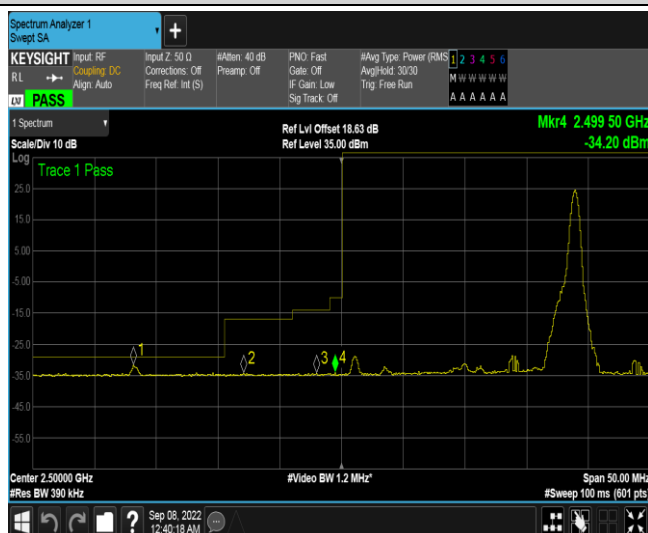 Spectrum Analyzer 1
Swept SA
+
KEYSIGHT
RL
LXI PASS
Input: RF
Coupling: DC
Align: Auto
Input Z: 50 Ω
Corrections: Off
Freq Ref: Int (S)
#Atten: 40 dB
Preamp: Off
PNO: Fast
Gate: Off
IF Gain: Low
Sig Track: Off
#Avg Type: Power (RMS
Avg|Hold: 30/30
Trig: Free Run
1 2 3 4 5 6
M W W W W W
A A A A A A
1 Spectrum
Scale/Div 10 dB
Ref Lvl Offset 18.63 dB
Ref Level 35.00 dBm
Mkr4 2.499 50 GHz
-34.20 dBm
Log
Trace 1 Pass
25.0
15.0
5.00
-5.00
-15.0
-25.0
-35.0
-45.0
-55.0
1
2
3
4
Center 2.50000 GHz
#Res BW 390 kHz
#Video BW 1.2 MHz*
Span 50.00 MHz
#Sweep 100 ms (601 pts)
?
Sep 08, 2022
12:40:18 AM